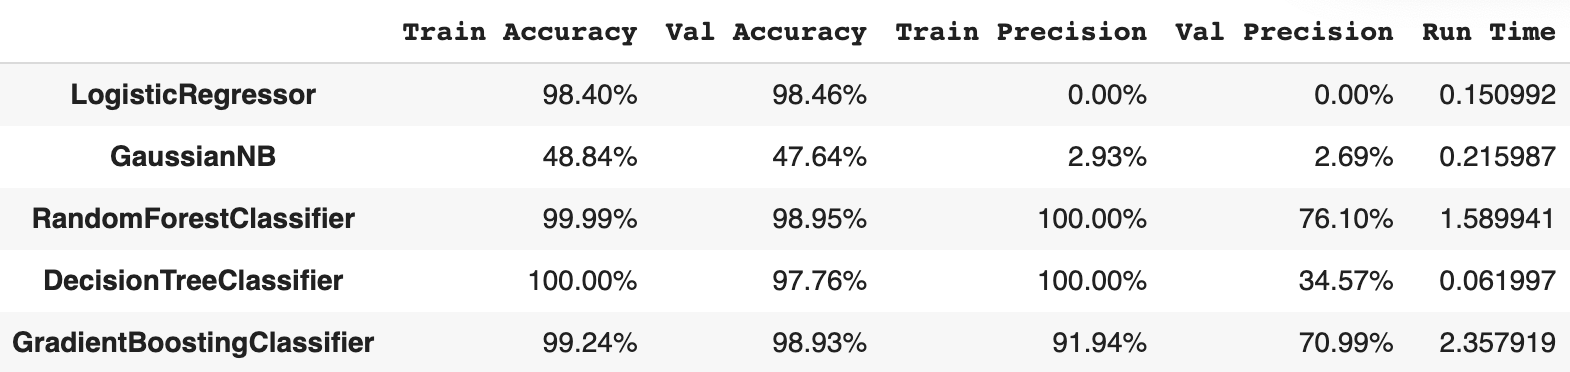 Train Accuracy Val Accuracy Train Precision Val Precision Run Time
LogisticRegressor 98.40% 98.46% 0.00% 0.00% 0.150992
GaussianNB 48.84% 47.64% 2.93% 2.69% 0.215987
RandomForestClassifier 99.99% 98.95% 100.00% 76.10% 1.589941
DecisionTreeClassifier 100.00% 97.76% 100.00% 34.57% 0.061997
GradientBoostingClassifier 99.24% 98.93% 91.94% 70.99% 2.357919